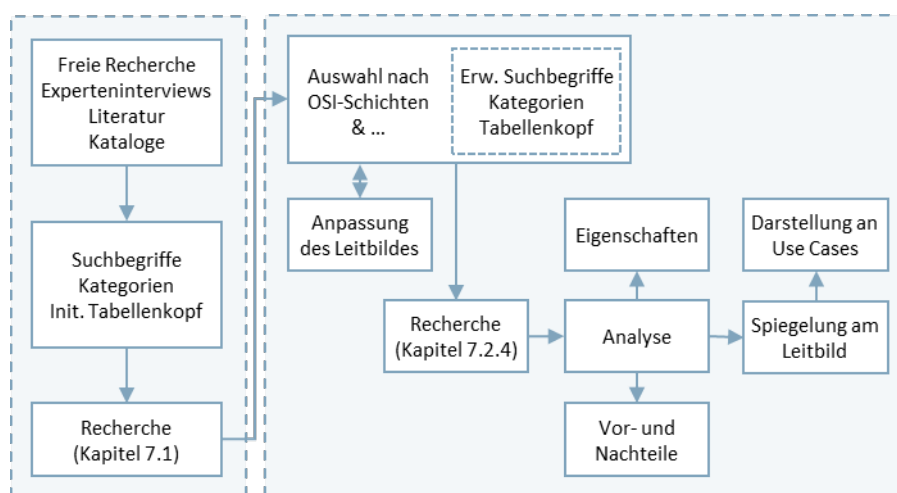 Freie Recherche
Experteninterviews
Literatur
Kataloge
Suchbegriffe
Kategorien
Init. Tabellenkopf
Recherche
(Kapitel 7.1)
Auswahl nach
OSI-Schichten
& ...
Erw. Suchbegriffe
Kategorien
Tabellenkopf
Anpassung
des Leitbildes
Recherche
(Kapitel 7.2.4)
Eigenschaften
Analyse
Vor- und
Nachteile
Darstellung an
Use Cases
Spiegelung am
Leitbild